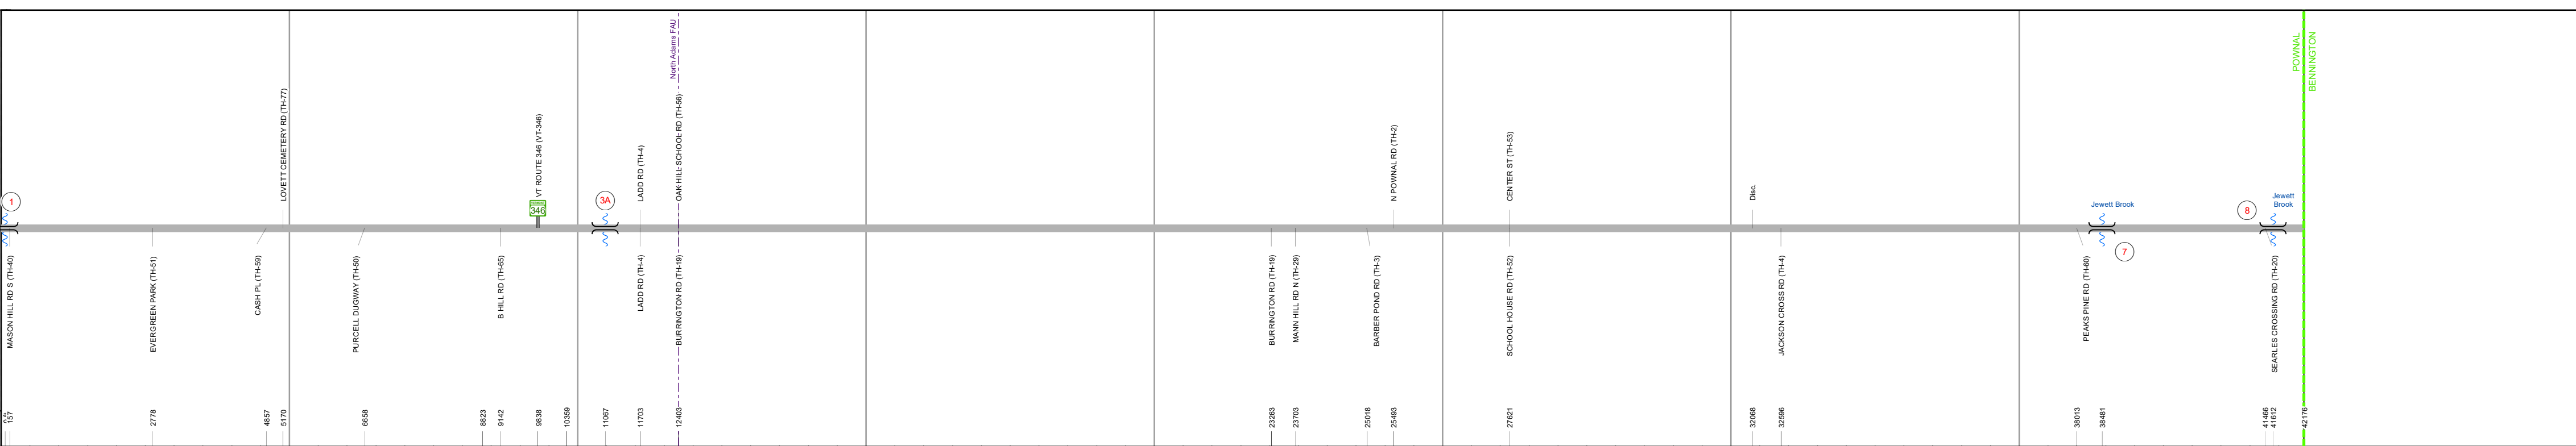 North Adams FAU
POWNAL
BENNINGTON
LOVETT CEMETERY RD (TH-77)
VT ROUTE 346 (VT-346)
346
LADD RD (TH-4)
OAK HILL SCHOOL RD (TH-56)
N POWNAL RD (TH-2)
CENTER ST (TH-53)
Disc.
1
3A
Jewett Brook
8
Jewett
Brook
7
MASON HILL RD S (TH-40)
EVERGREEN PARK (TH-51)
CASH PL (TH-59)
PURCELL DUGWAY (TH-50)
B HILL RD (TH-65)
LADD RD (TH-4)
BURRINGTON RD (TH-19)
BURRINGTON RD (TH-19)
MANN HILL RD N (TH-29)
BARBER POND RD (TH-3)
SCHOOL HOUSE RD (TH-52)
JACKSON CROSS RD (TH-4)
PEAKS PINE RD (TH-60)
SEARLES CROSSING RD (TH-20)
157
2778
4857
5170
6658
8823
9142
9838
10359
11067
11703
12403
23263
23703
25018
25493
27621
32068
32596
38013
38481
41466
41612
42176